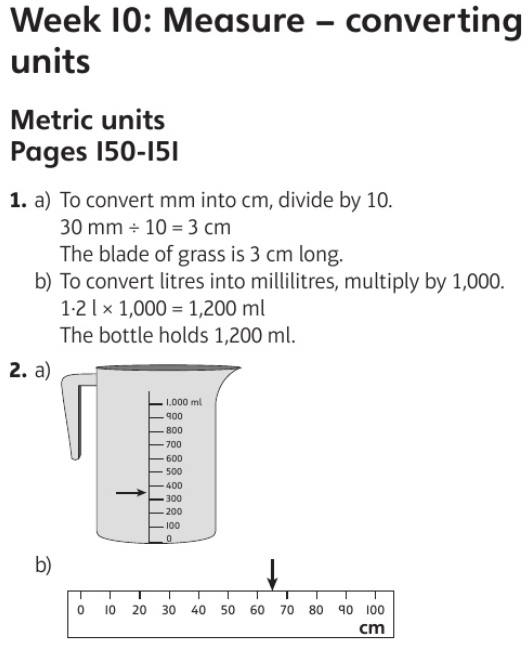 Week 10: Measure – converting
units
Metric units
Pages 150-151
1. a) To convert mm into cm, divide by 10.
30 mm ÷ 10 = 3 cm
The blade of grass is 3 cm long.
b) To convert litres into millilitres, multiply by 1,000.
1·2 l × 1,000 = 1,200 ml
The bottle holds 1,200 ml.
2. a)
1,000 ml
900
800
700
600
500
400
300
200
100
0
b)
0 10 20 30 40 50 60 70 80 90 100
cm